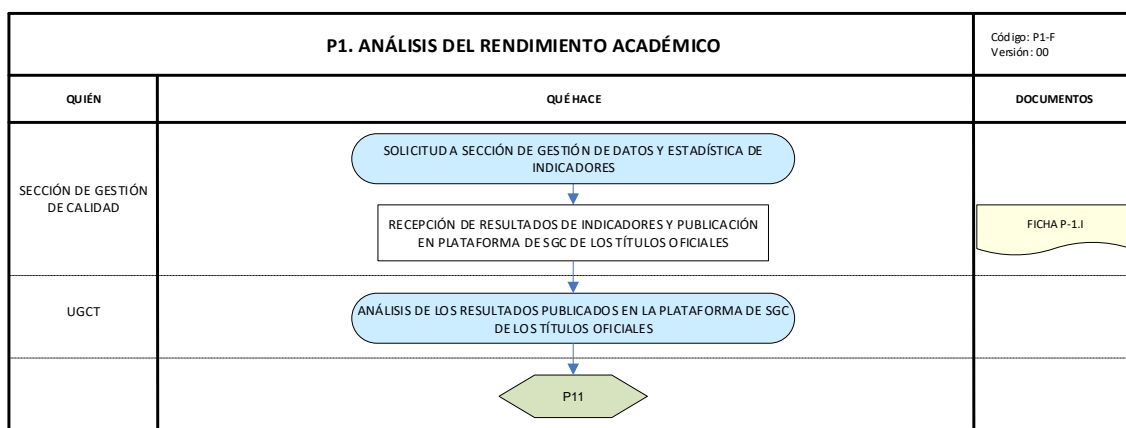 P1. ANÁLISIS DEL RENDIMIENTO ACADÉMICO
Código: P1-F
Versión: 00
QUIÉN
QUÉ HACE
DOCUMENTOS
SECCIÓN DE GESTIÓN
DE CALIDAD
SOLICITUD A SECCIÓN DE GESTIÓN DE DATOS Y ESTADÍSTICA DE
INDICADORES
RECEPCIÓN DE RESULTADOS DE INDICADORES Y PUBLICACIÓN
EN PLATAFORMA DE SGC DE LOS TÍTULOS OFICIALES
FICHA P-1.I
UGCT
ANÁLISIS DE LOS RESULTADOS PUBLICADOS EN LA PLATAFORMA DE SGC
DE LOS TÍTULOS OFICIALES
P11